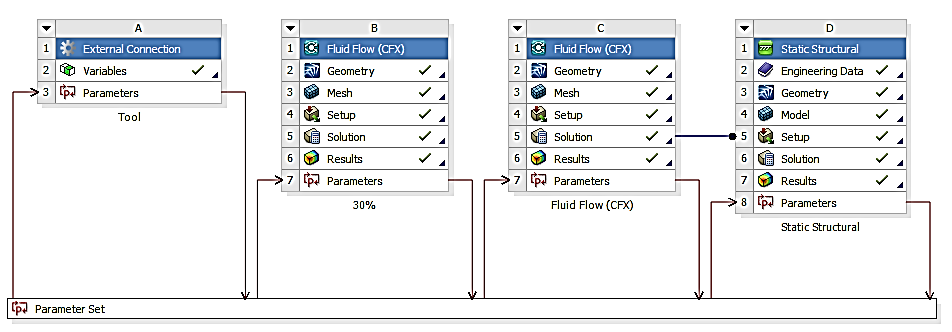 A
1 External Connection
2 Variables
3 Parameters
Tool
B
1 Fluid Flow (CFX)
2 Geometry
3 Mesh
4 Setup
5 Solution
6 Results
7 Parameters
30%
C
1 Fluid Flow (CFX)
2 Geometry
3 Mesh
4 Setup
5 Solution
6 Results
7 Parameters
Fluid Flow (CFX)
D
1 Static Structural
2 Engineering Data
3 Geometry
4 Model
5 Setup
6 Solution
7 Results
8 Parameters
Static Structural
Parameter Set